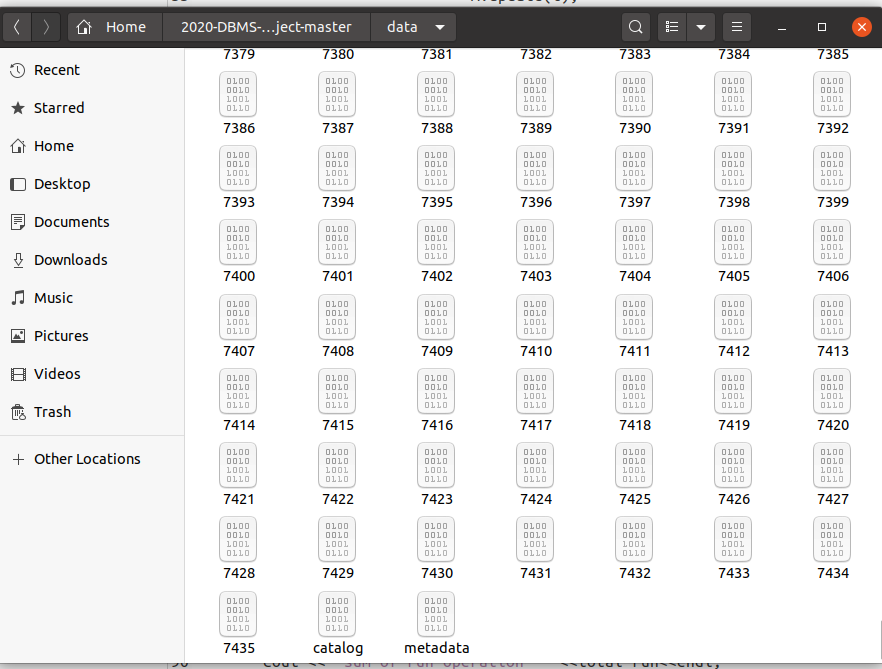 Home 2020-DBMS-...ject-master data
7379 7380 7381 7382 7383 7384 7385
Recent
Starred
Home
Desktop
Documents
Downloads
Music
Pictures
Videos
Trash
Other Locations
7386 7387 7388 7389 7390 7391 7392
7393 7394 7395 7396 7397 7398 7399
7400 7401 7402 7403 7404 7405 7406
7407 7408 7409 7410 7411 7412 7413
7414 7415 7416 7417 7418 7419 7420
7421 7422 7423 7424 7425 7426 7427
7428 7429 7430 7431 7432 7433 7434
7435 catalog metadata